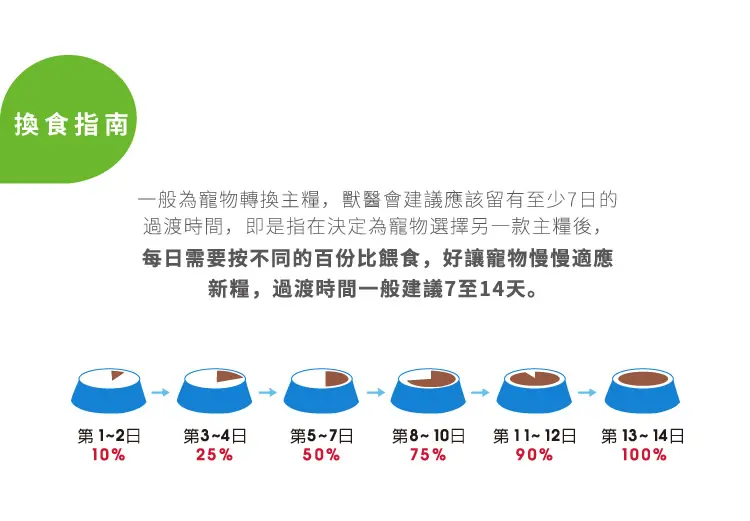 換食指南
一般為寵物轉換主糧，獸醫會建議應該留有至少7日的
過渡時間，即是指在決定為寵物選擇另一款主糧後，
每日需要按不同的百份比餵食，好讓寵物慢慢適應
新糧，過渡時間一般建議7至14天。
第 1~2日 第3~4日 第5~7日 第8~ 10日 第 11~ 12日 第 13~ 14日
10% 25% 50% 75% 90% 100%